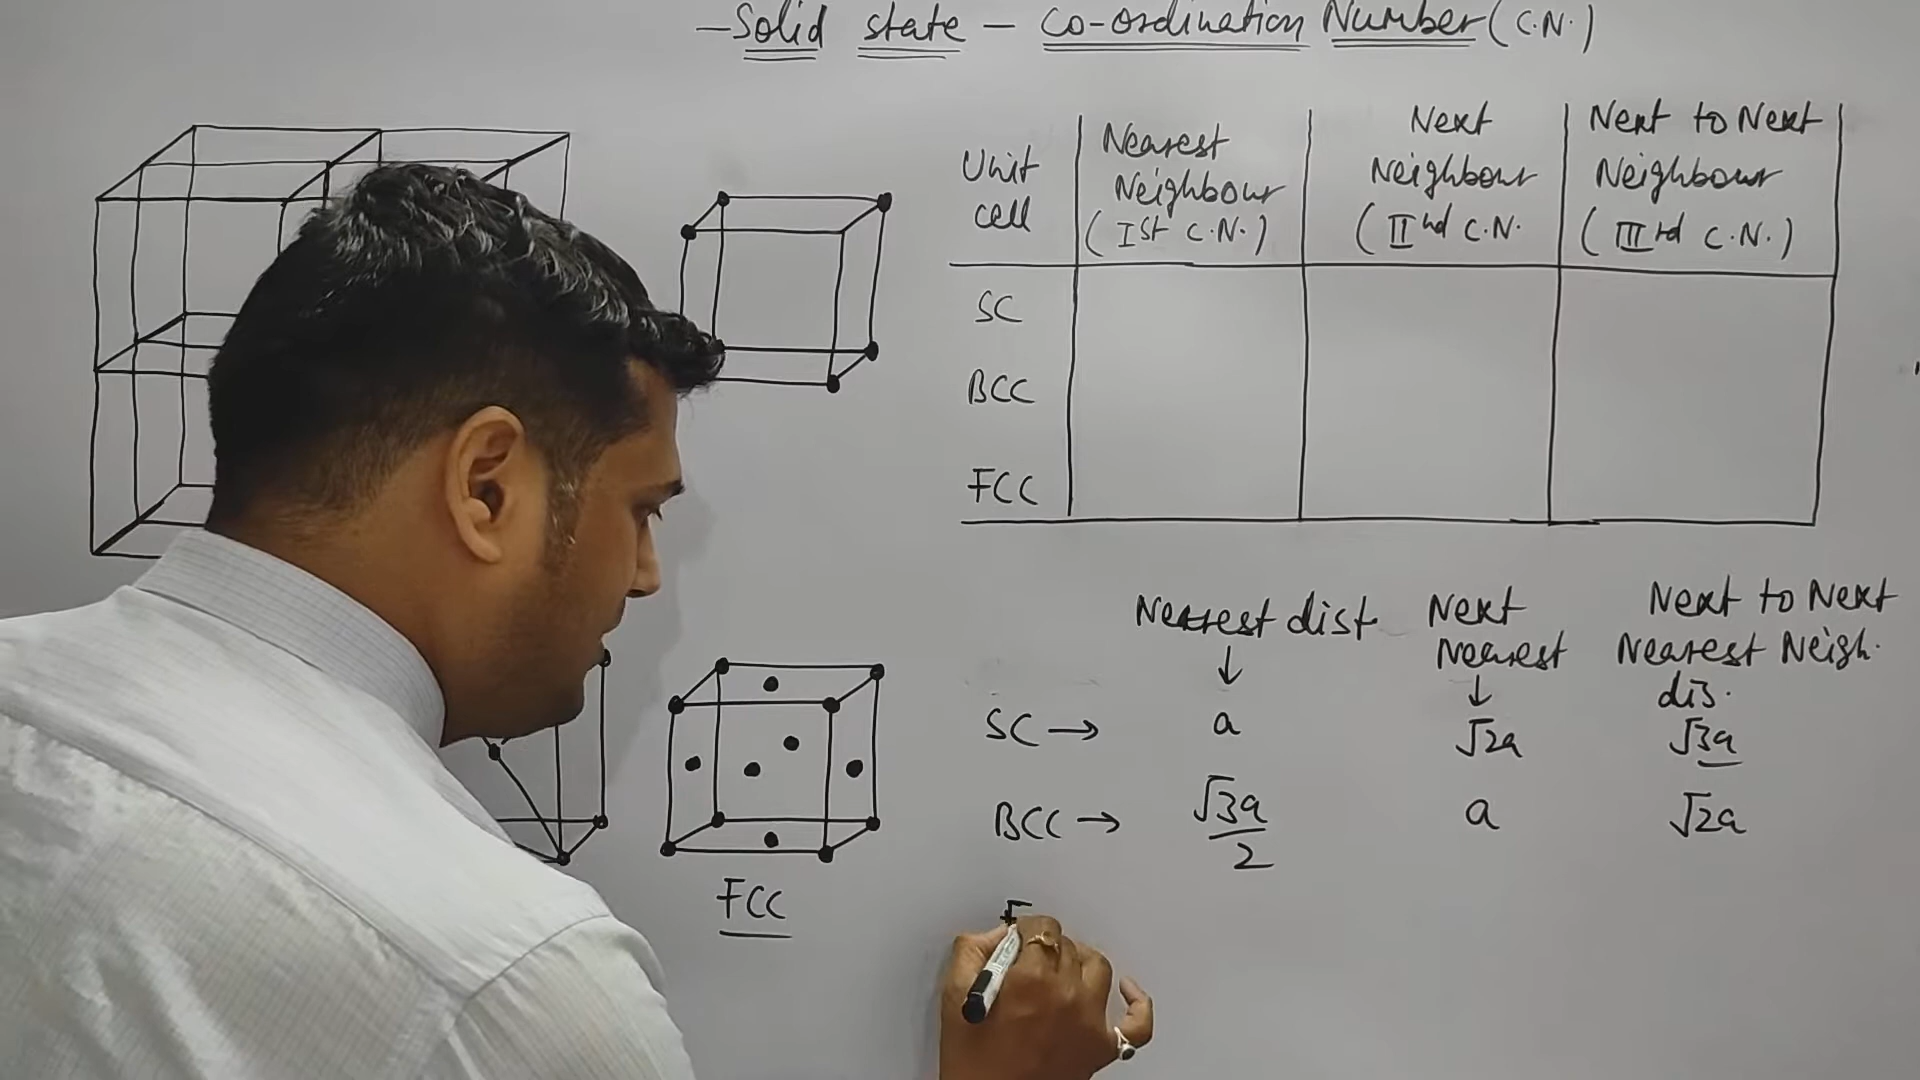 — Solid state — Co-ordination Number (C.N.)
Unit cell
Nearest Neighbour (Ist C.N.)
Next Neighbour (IInd C.N.
Next to Next Neighbour (IIIrd C.N.)
SC
BCC
FCC
Nearest dist.
Next Nearest
Next to Next Nearest Neigh. dis.
↓ ↓
SC → a √2a √3a
BCC → √3a/2 a √2a
F
FCC